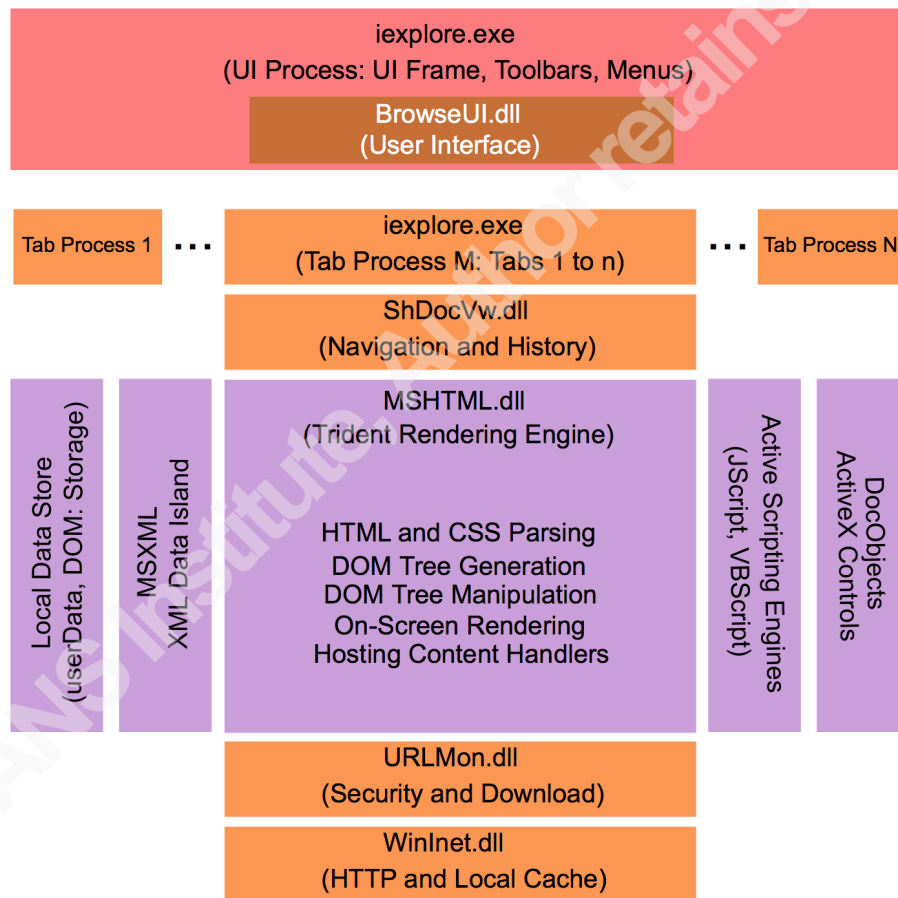 iexplore.exe
(UI Process: UI Frame, Toolbars, Menus)
BrowseUI.dll
(User Interface)
Tab Process 1
...
iexplore.exe
(Tab Process M: Tabs 1 to n)
...
Tab Process N
ShDocVw.dll
(Navigation and History)
Local Data Store
(userData, DOM: Storage)
MSXML
XML Data Island
MSHTML.dll
(Trident Rendering Engine)
HTML and CSS Parsing
DOM Tree Generation
DOM Tree Manipulation
On-Screen Rendering
Hosting Content Handlers
Active Scripting Engines
(JScript, VBScript)
DocObjects
ActiveX Controls
URLMon.dll
(Security and Download)
WinInet.dll
(HTTP and Local Cache)
ANS Institute, Author retains